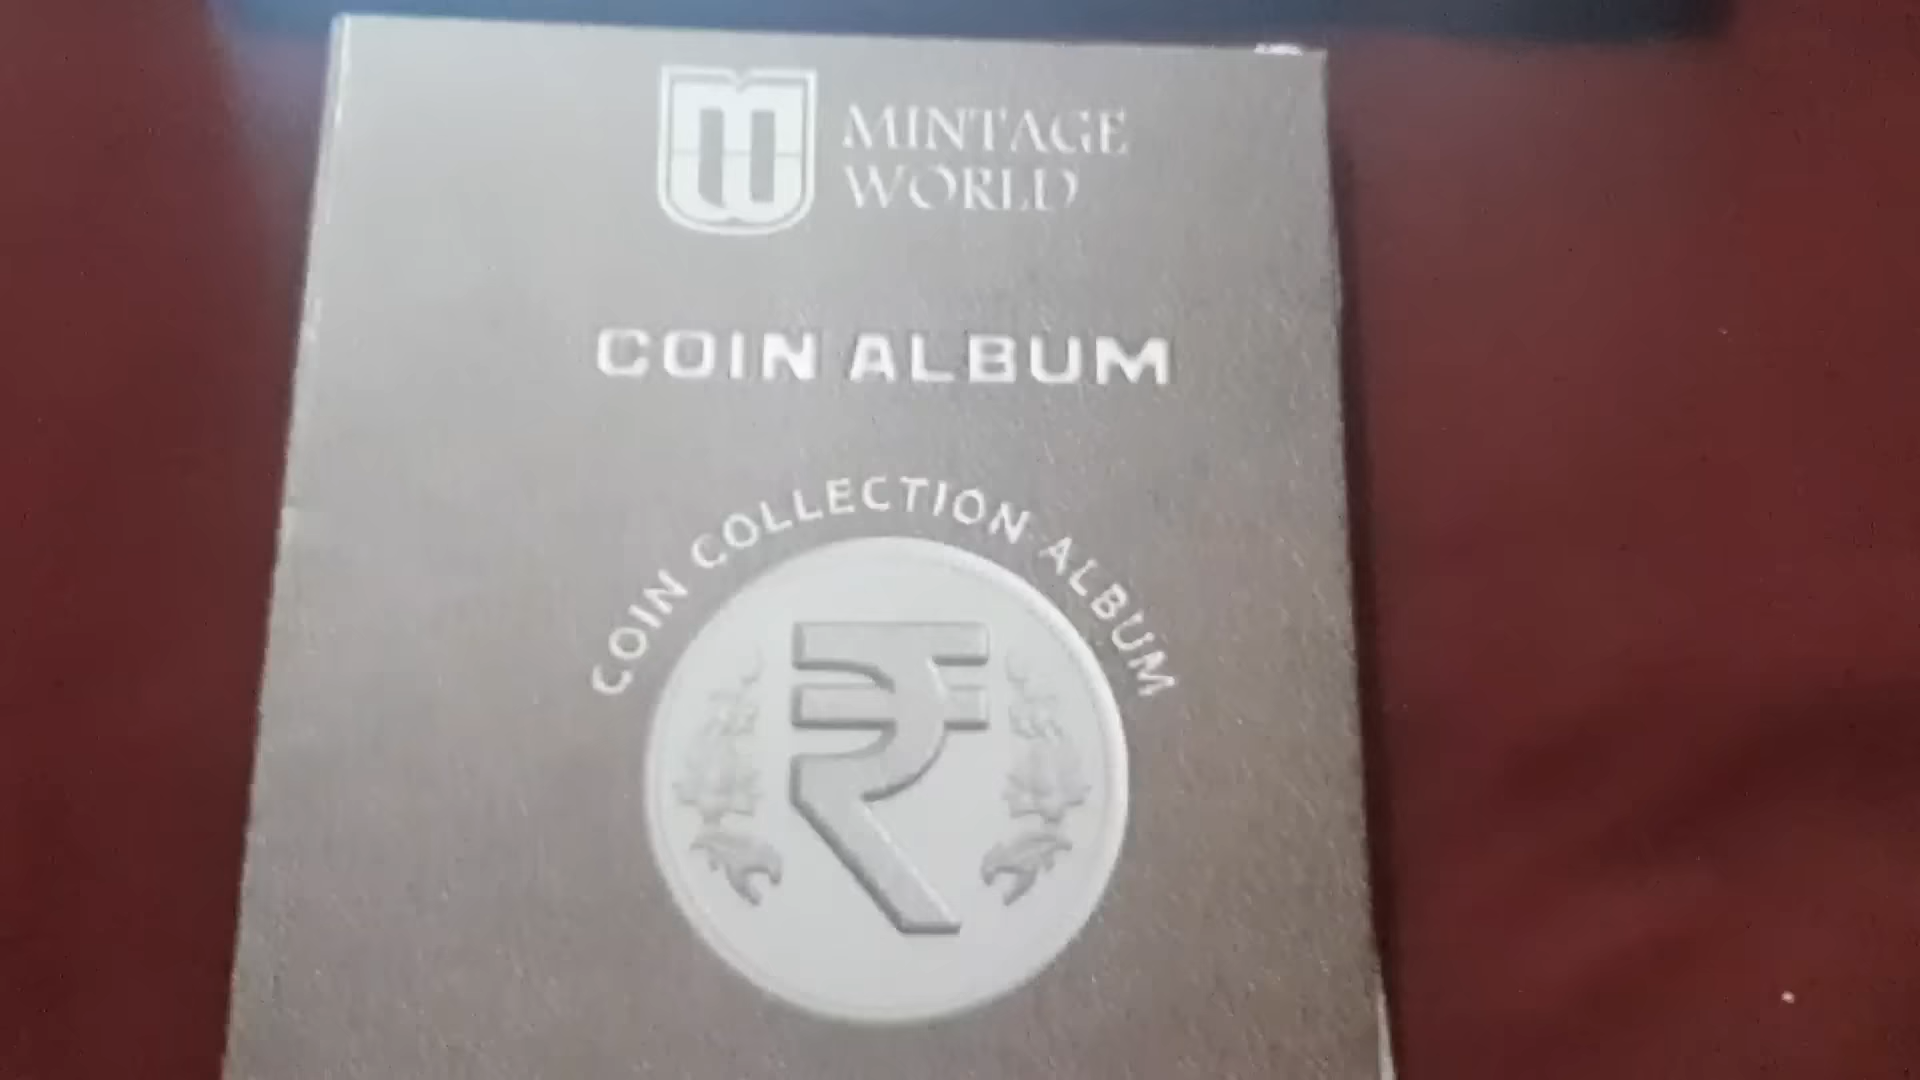 MINTAGE
WORLD
COIN ALBUM
COIN COLLECTION ALBUM
₹